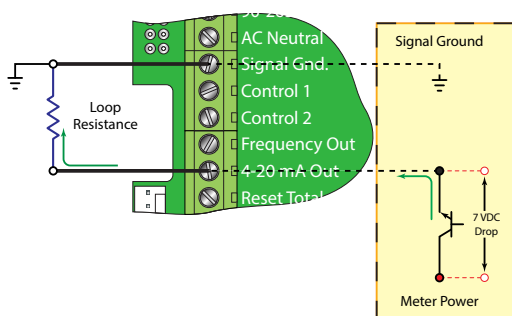 AC Neutral
Signal Gnd.
Control 1
Control 2
Frequency Out
4-20 mA Out
Reset Total
Loop
Resistance
Signal Ground
7 VDC
Drop
Meter Power